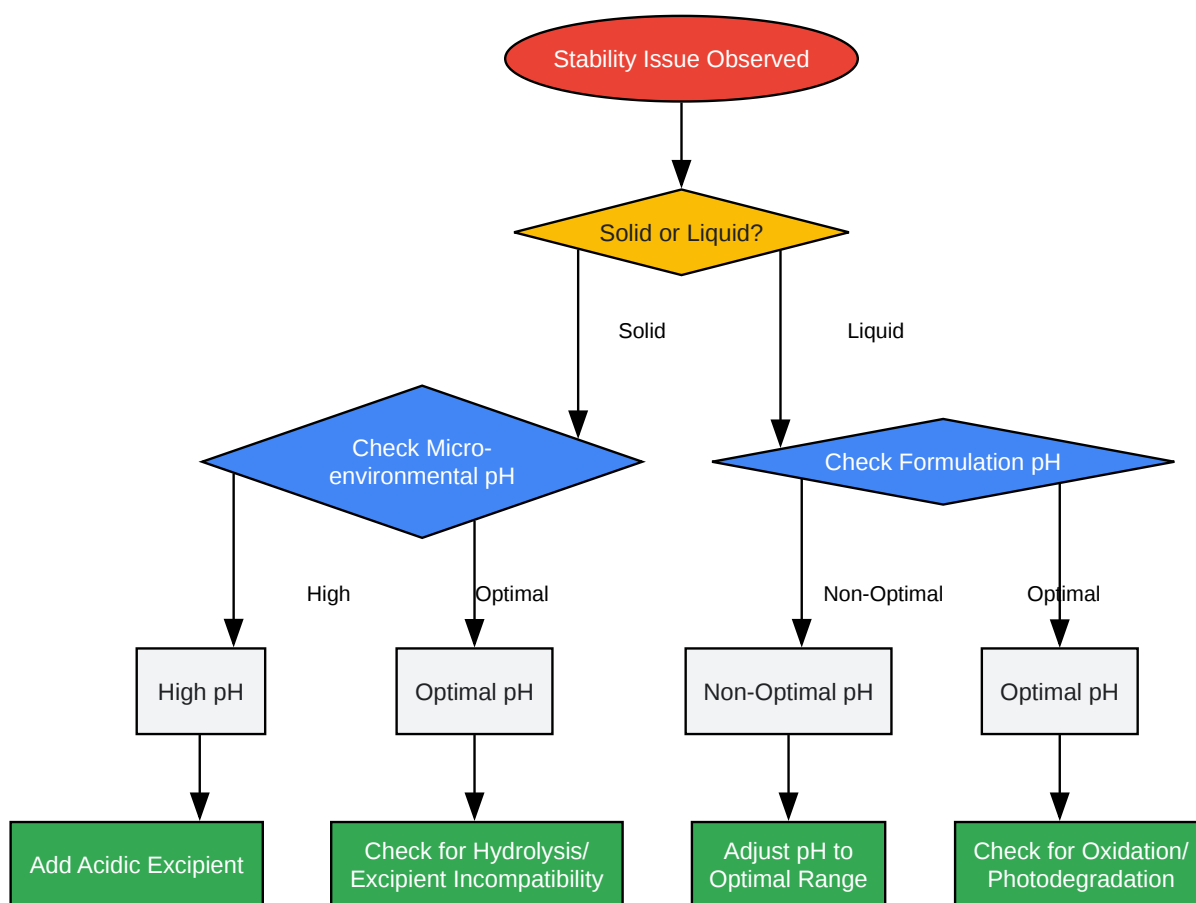 Stability Issue Observed
Solid or Liquid?
Solid
Liquid
Check Micro-
environmental pH
Check Formulation pH
High
Optimal
Non-Optimal
Optimal
High pH
Optimal pH
Non-Optimal pH
Optimal pH
Add Acidic Excipient
Check for Hydrolysis/
Excipient Incompatibility
Adjust pH to
Optimal Range
Check for Oxidation/
Photodegradation